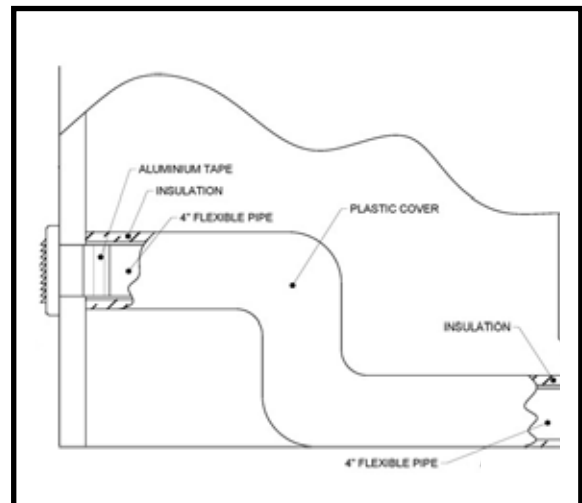 ALUMINIUM TAPE
INSULATION
4" FLEXIBLE PIPE
PLASTIC COVER
INSULATION
4" FLEXIBLE PIPE